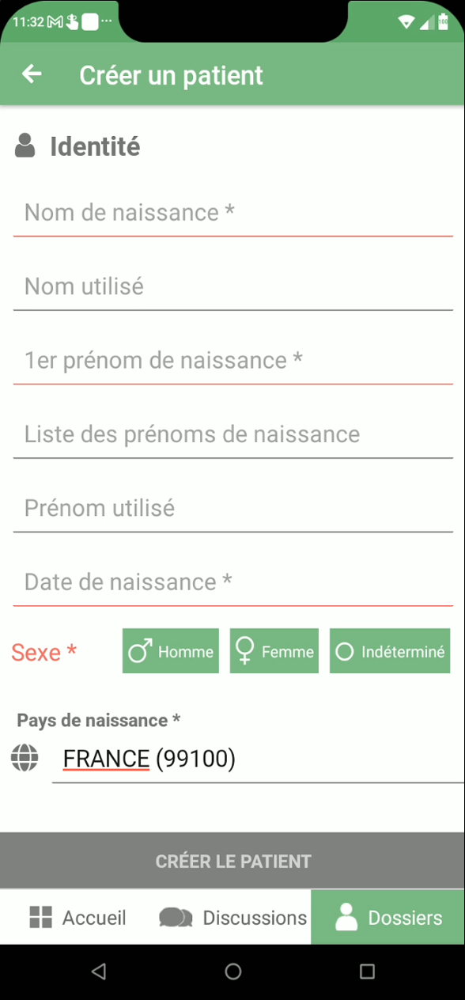 11:32
100
Créer un patient
Identité
Nom de naissance *
Nom utilisé
1er prénom de naissance *
Liste des prénoms de naissance
Prénom utilisé
Date de naissance *
Sexe * Homme Femme Indéterminé
Pays de naissance *
FRANCE (99100)
CRÉER LE PATIENT
Accueil Discussions Dossiers